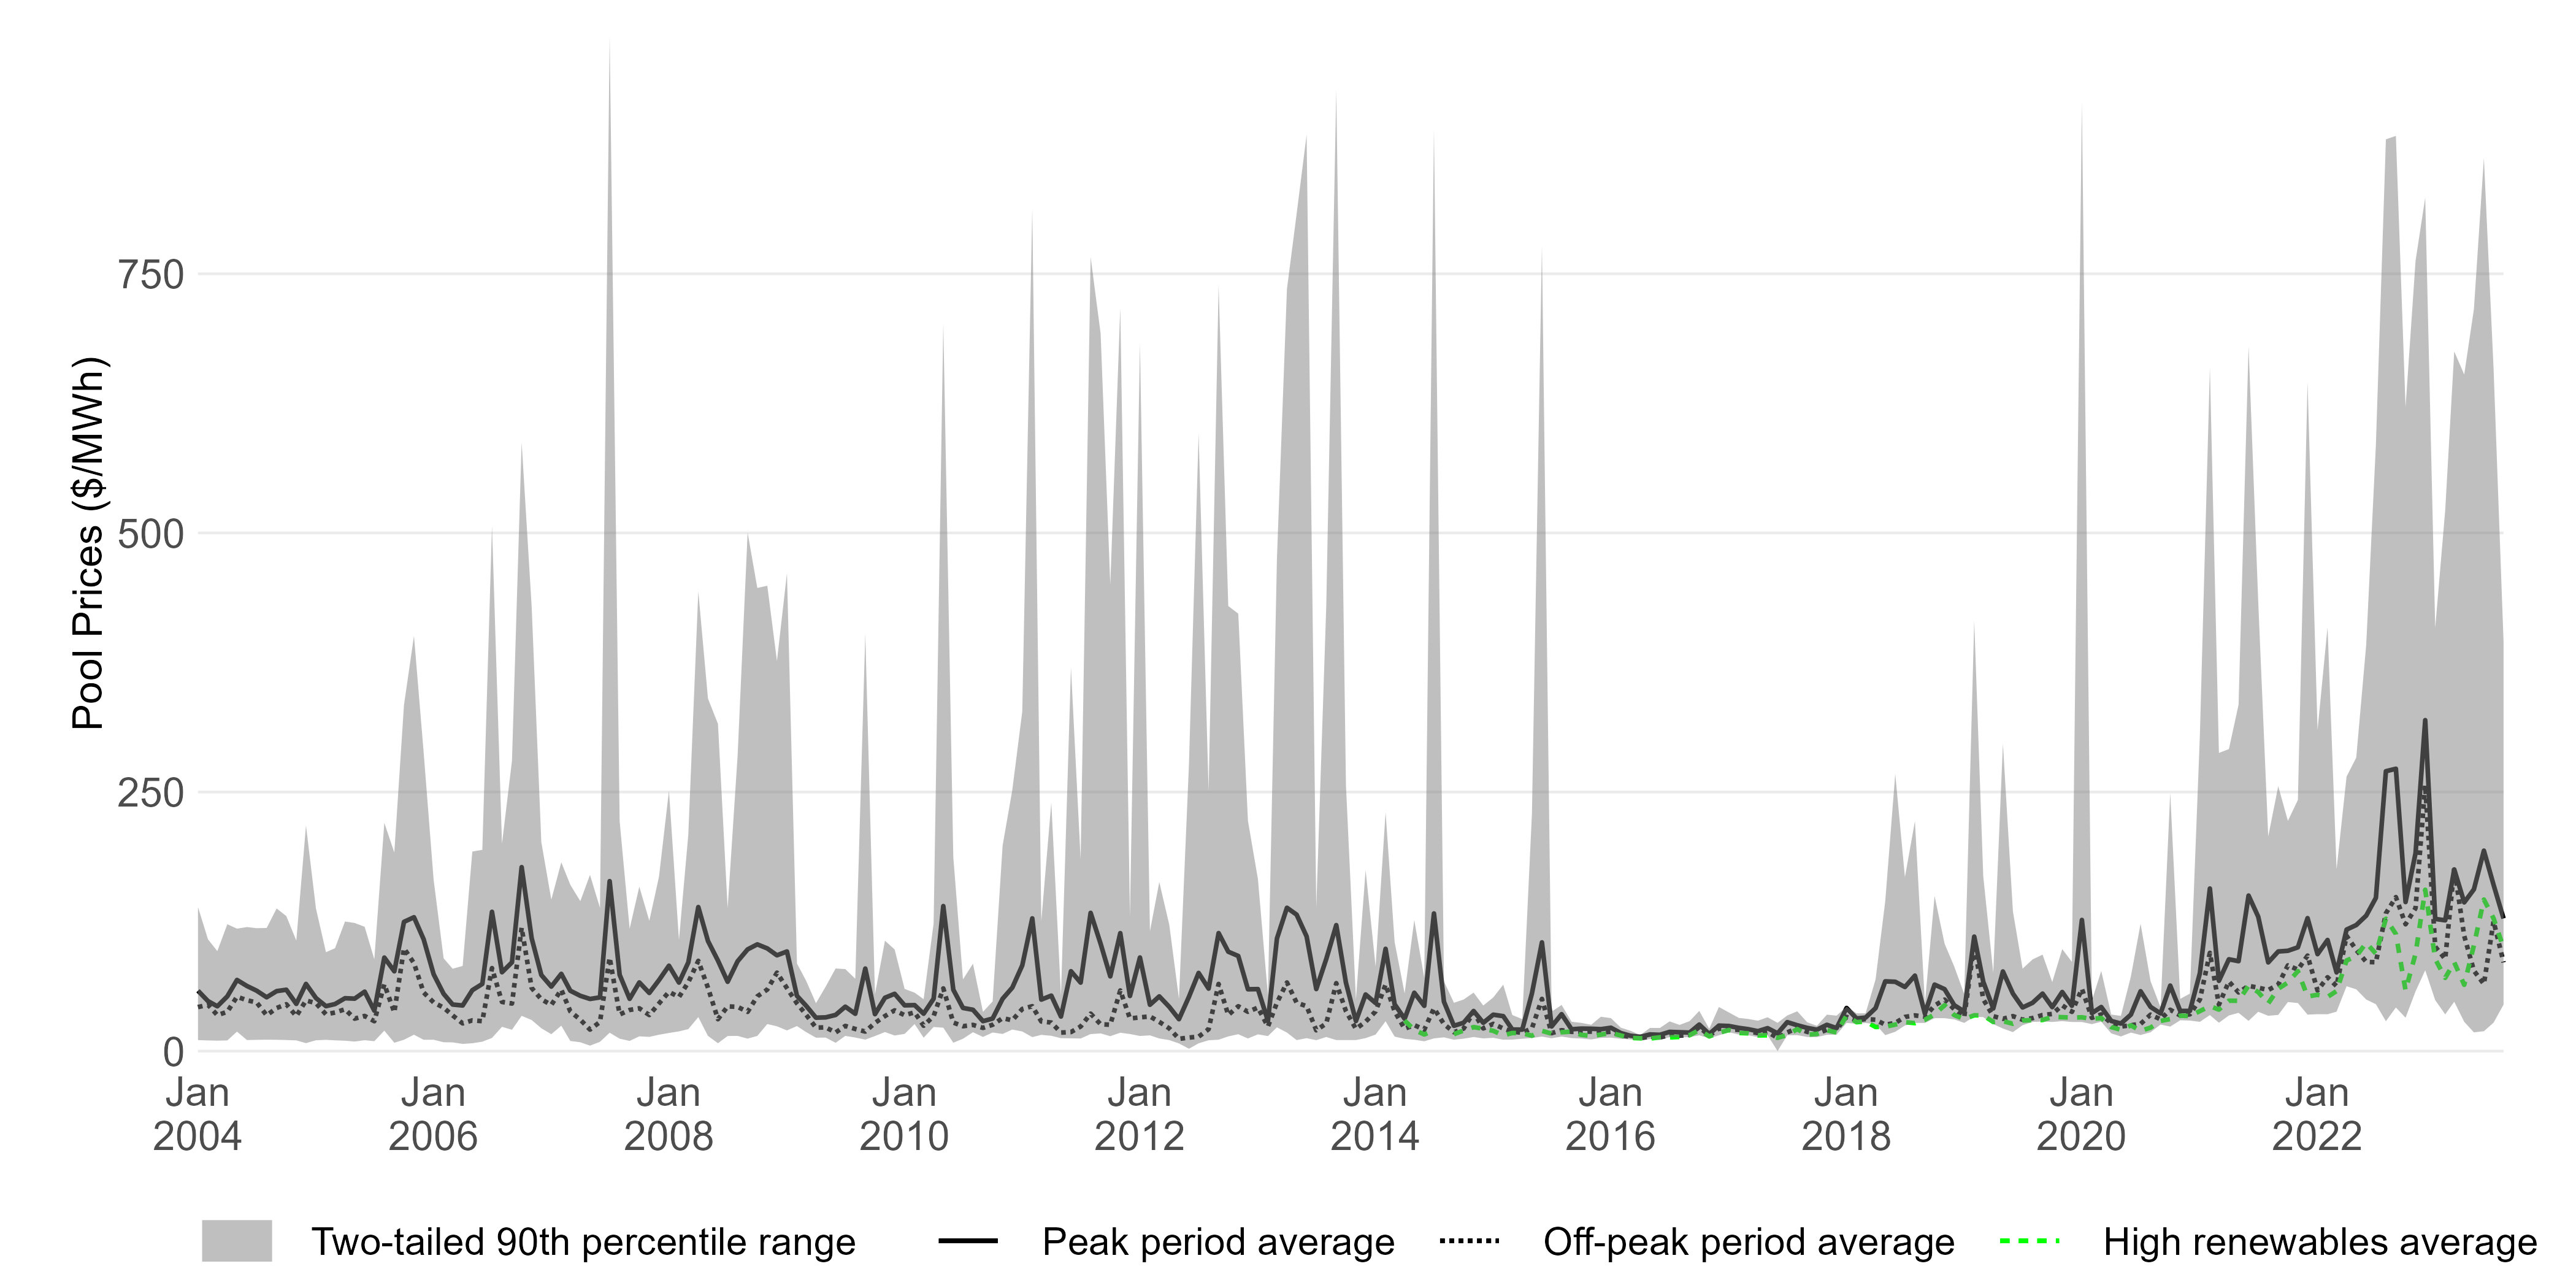 Pool Prices ($/MWh)
750
500
250
0
Jan 2004
Jan 2006
Jan 2008
Jan 2010
Jan 2012
Jan 2014
Jan 2016
Jan 2018
Jan 2020
Jan 2022
Two-tailed 90th percentile range
Peak period average
Off-peak period average
High renewables average